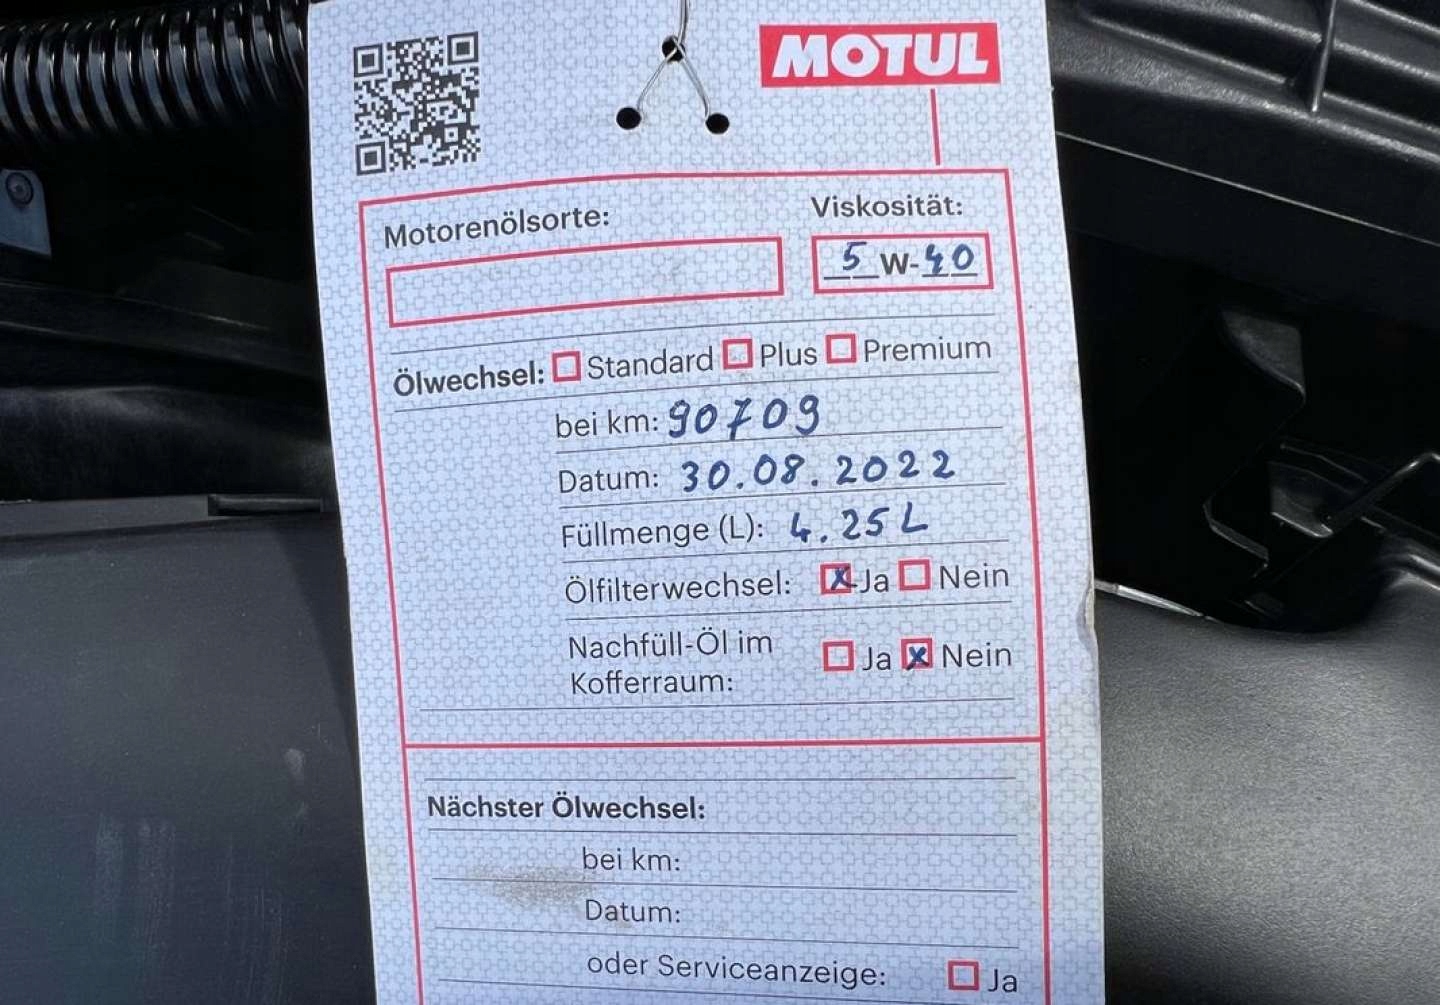 MOTUL
Motorenölsorte:
Viskosität:
5 W-40
Ölwechsel: Standard Plus Premium
bei km: 90709
Datum: 30.08.2022
Füllmenge (L): 4.25 L
Ölfilterwechsel: x Ja Nein
Nachfüll-Öl im
Kofferraum: Ja x Nein
Nächster Ölwechsel:
bei km:
Datum:
oder Serviceanzeige: Ja